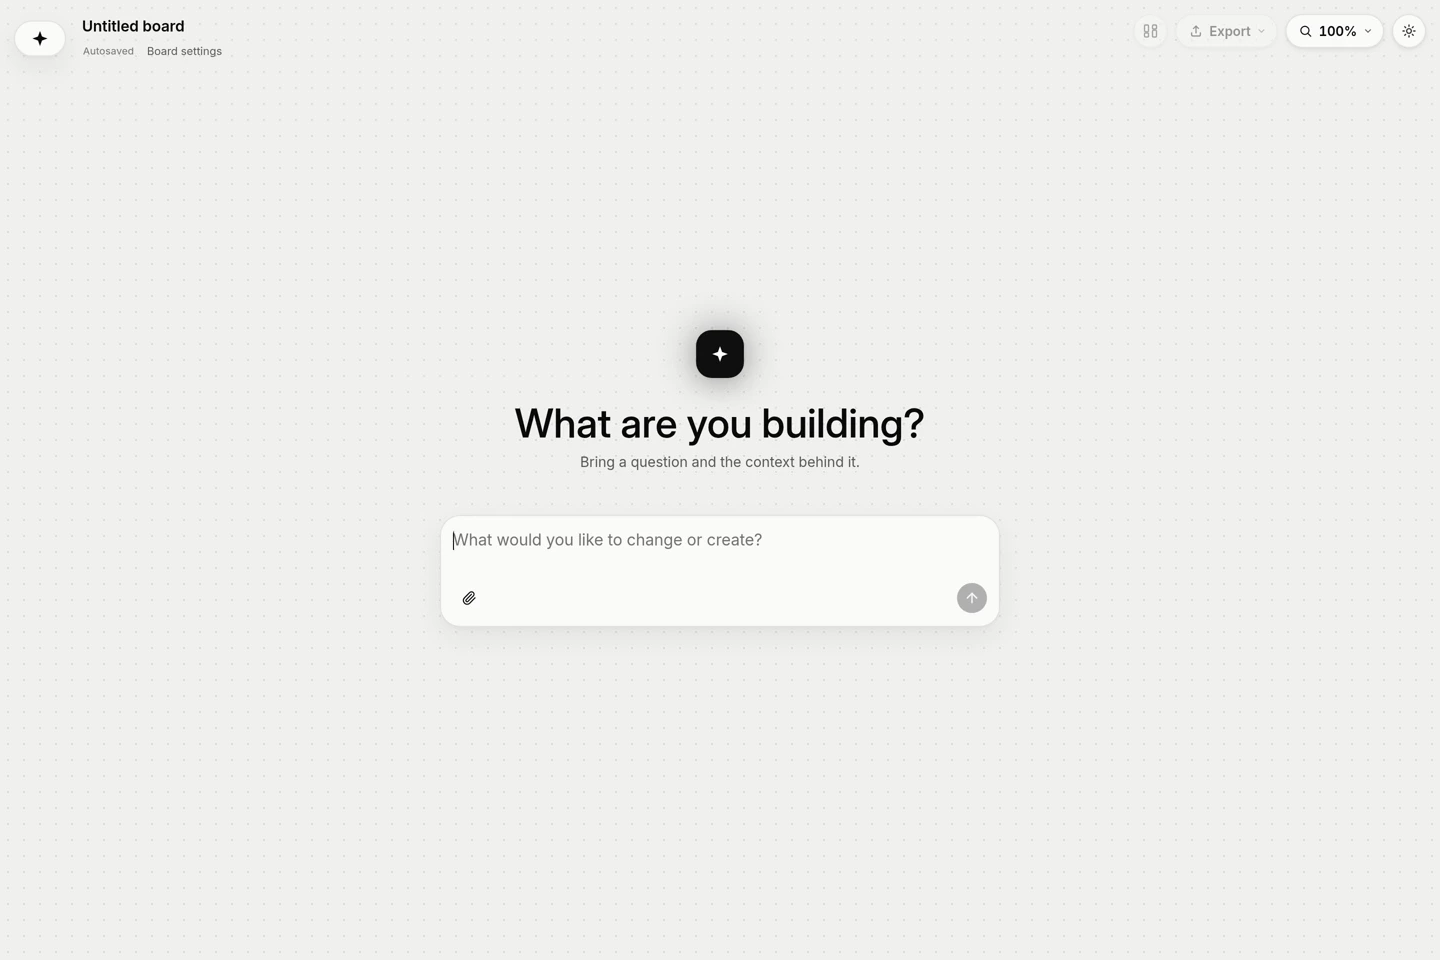 Untitled board
Autosaved Board settings
Export
100%
What are you building?
Bring a question and the context behind it.
What would you like to change or create?